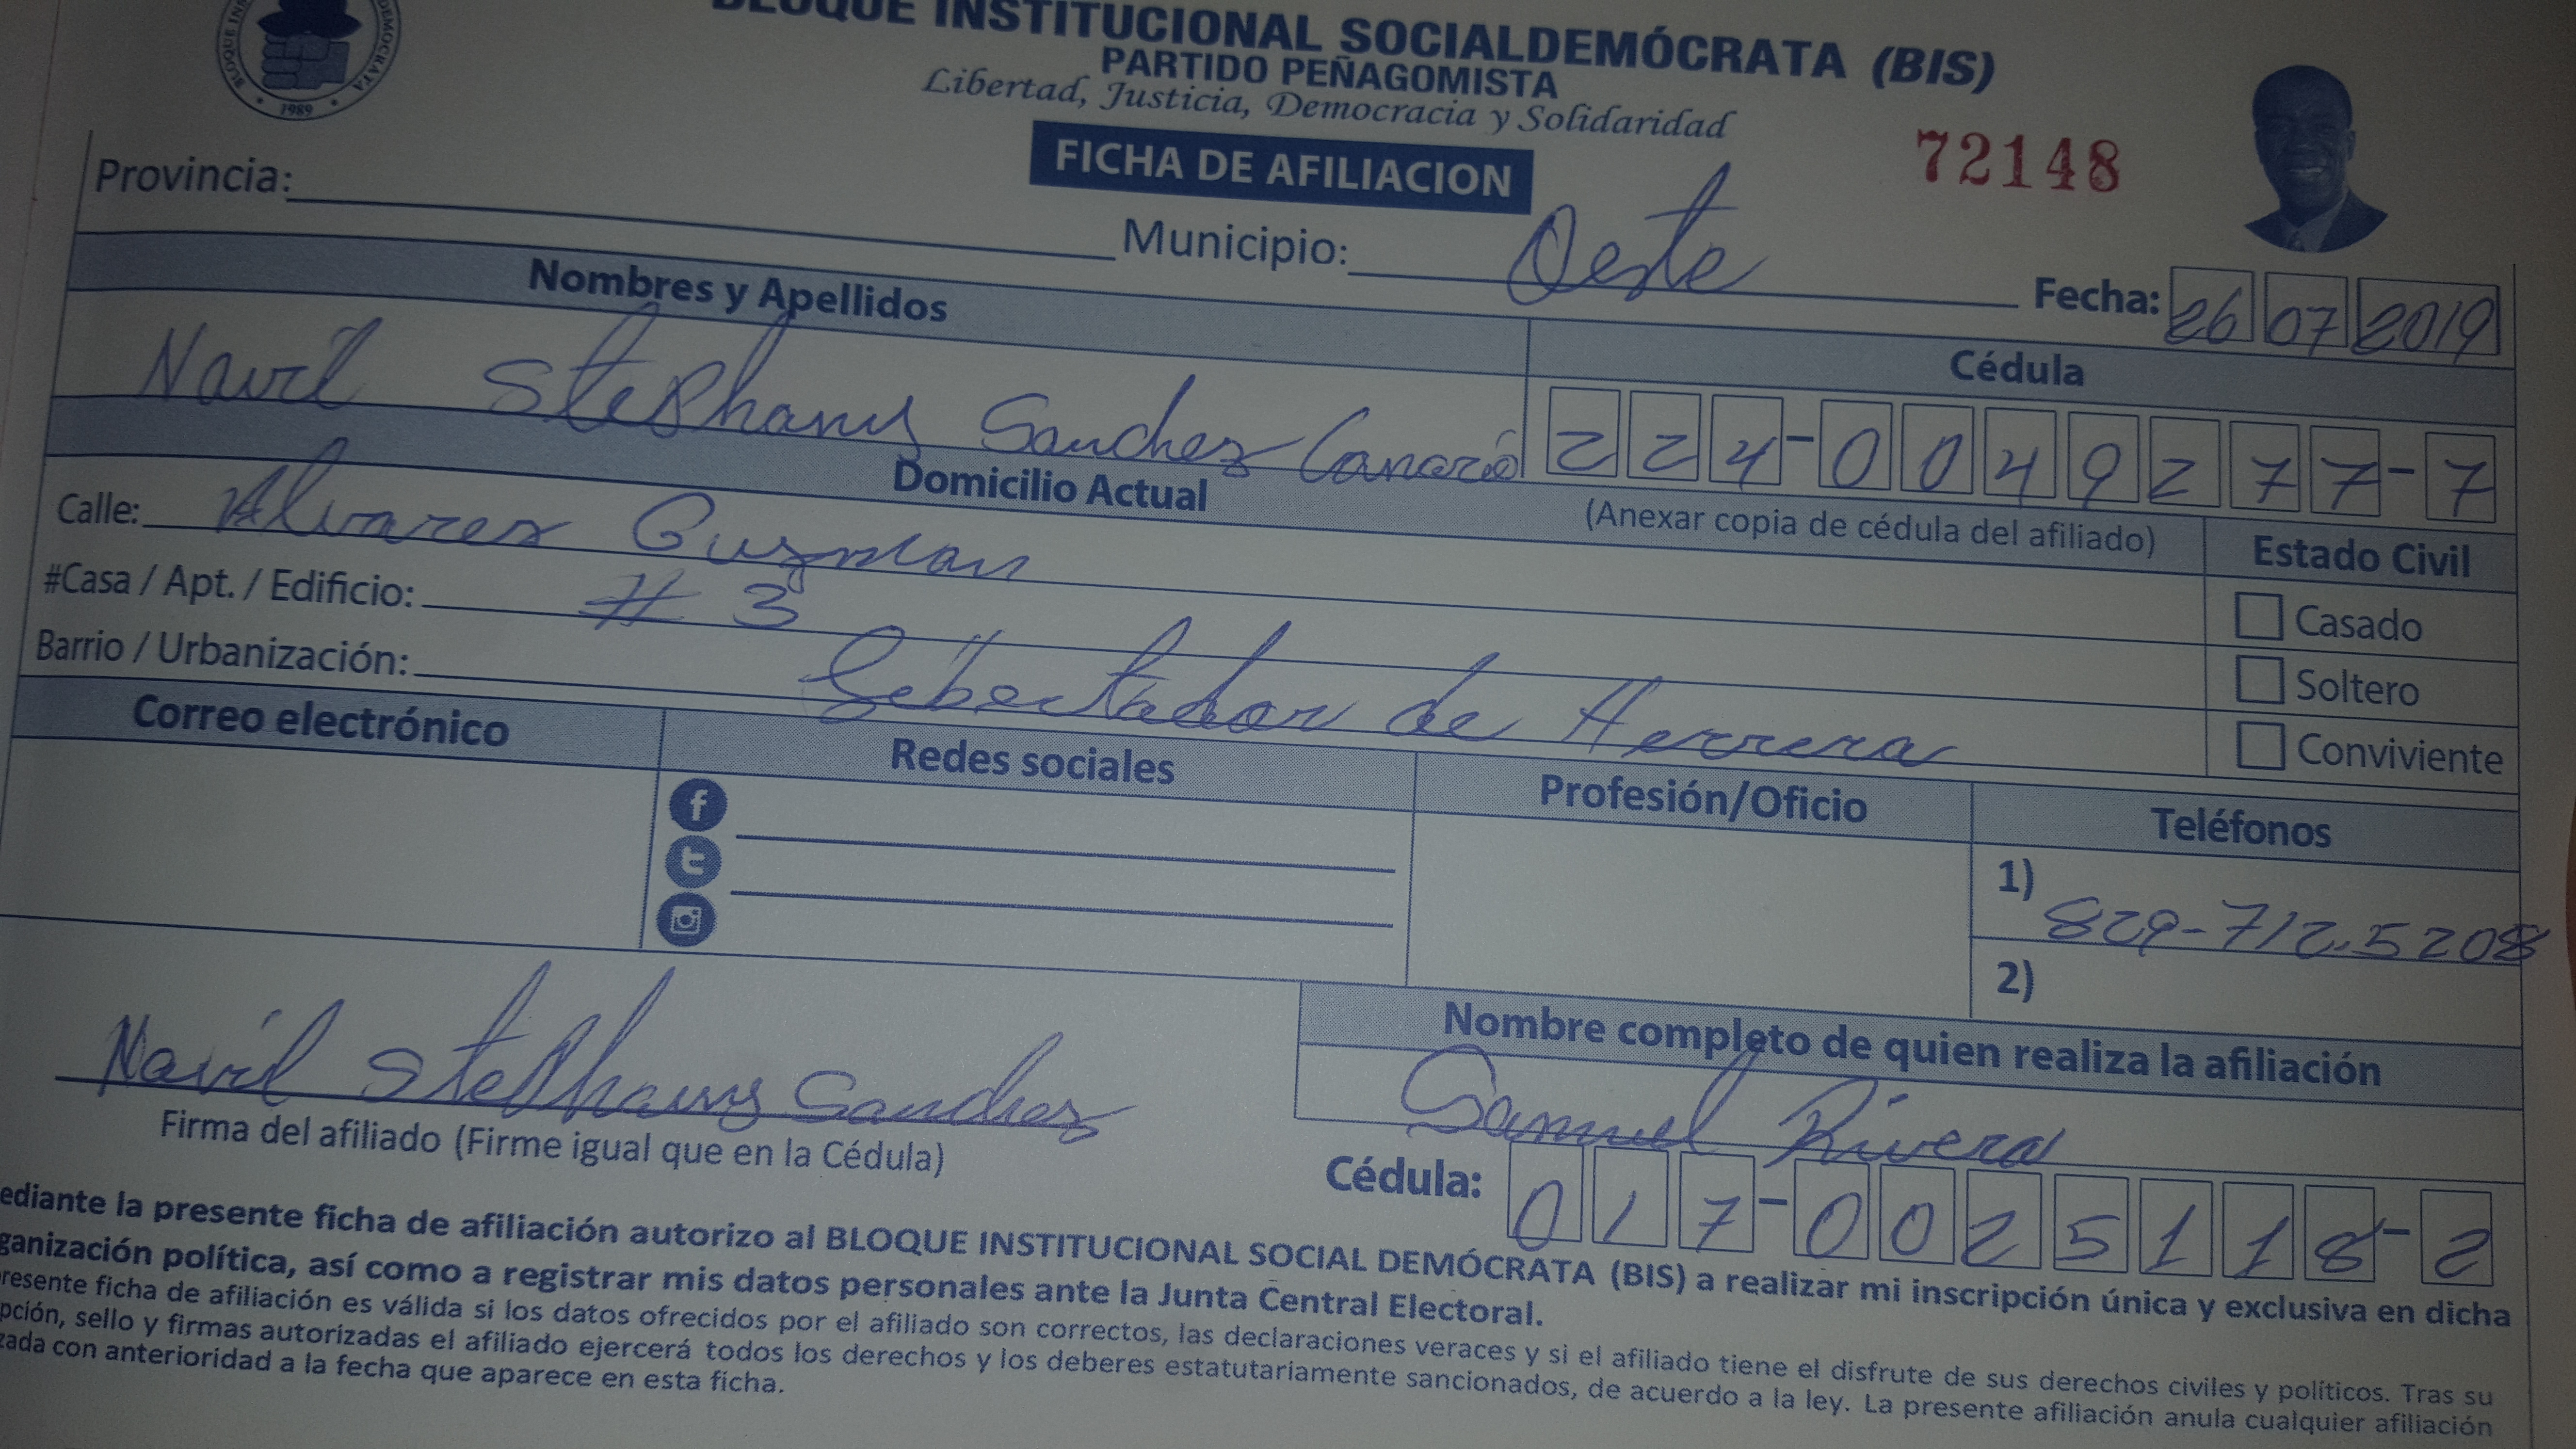 BLOQUE INSTITUCIONAL SOCIALDEMÓCRATA (BIS)
PARTIDO PEÑAGOMISTA
Libertad, Justicia, Democracia y Solidaridad
1989
FICHA DE AFILIACION
72148
Provincia:
Municipio: Oeste
Fecha: 26 07 2019
Nombres y Apellidos
Cédula
Navil Stephany Sanchez Canario
224-0049277-7
Domicilio Actual
(Anexar copia de cédula del afiliado)
Estado Civil
Calle: Alvarez Guzman
#Casa / Apt. / Edificio: # 3
Barrio / Urbanización: Libertador de Herrera
Casado
Soltero
Conviviente
Correo electrónico
Redes sociales
Profesión/Oficio
Teléfonos
1) 829-712.5208
2)
Nombre completo de quien realiza la afiliación
Samuel Rivera
Navil Stephany Sanchez
Firma del afiliado (Firme igual que en la Cédula)
Cédula: 017-0025118-2
ediante la presente ficha de afiliación autorizo al BLOQUE INSTITUCIONAL SOCIAL DEMÓCRATA (BIS) a realizar mi inscripción única y exclusiva en dicha
ganización política, así como a registrar mis datos personales ante la Junta Central Electoral.
resente ficha de afiliación es válida si los datos ofrecidos por el afiliado son correctos, las declaraciones veraces y si el afiliado tiene el disfrute de sus derechos civiles y políticos. Tras su
pción, sello y firmas autorizadas el afiliado ejercerá todos los derechos y los deberes estatutariamente sancionados, de acuerdo a la ley. La presente afiliación anula cualquier afiliación
zada con anterioridad a la fecha que aparece en esta ficha.